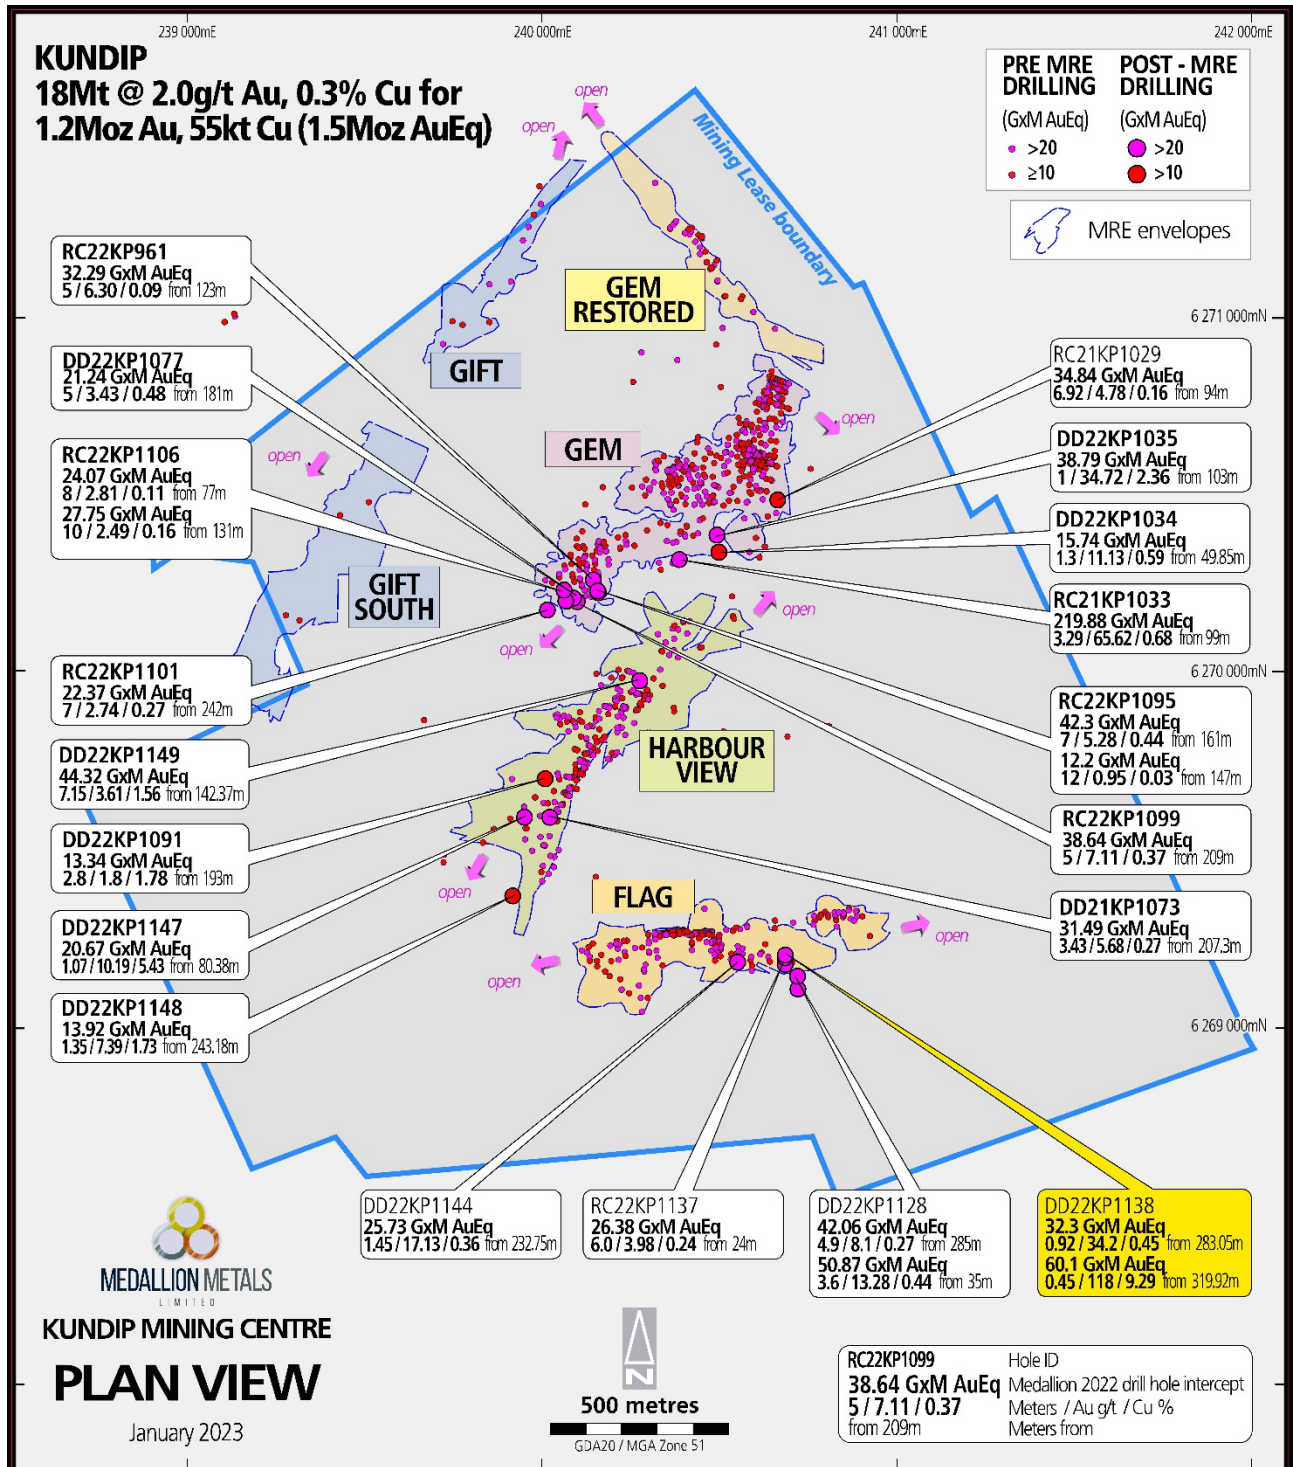 239 000mE
240 000mE
241 000mE
242 000mE
KUNDIP
18Mt @ 2.0g/t Au, 0.3% Cu for
1.2Moz Au, 55kt Cu (1.5Moz AuEq)
PRE MRE DRILLING
(GxM AuEq)
>20
≥10
POST - MRE DRILLING
(GxM AuEq)
>20
>10
MRE envelopes
open
open
Mining Lease boundary
RC22KP961
32.29 GxM AuEq
5 / 6.30 / 0.09 from 123m
GEM
RESTORED
6 271 000mN
DD22KP1077
21.24 GxM AuEq
5 / 3.43 / 0.48 from 181m
GIFT
RC21KP1029
34.84 GxM AuEq
6.92 / 4.78 / 0.16 from 94m
open
RC22KP1106
24.07 GxM AuEq
8 / 2.81 / 0.11 from 77m
27.75 GxM AuEq
10 / 2.49 / 0.16 from 131m
open
GEM
DD22KP1035
38.79 GxM AuEq
1 / 34.72 / 2.36 from 103m
DD22KP1034
15.74 GxM AuEq
1.3 / 11.13 / 0.59 from 49.85m
GIFT
SOUTH
open
open
RC21KP1033
219.88 GxM AuEq
3.29 / 65.62 / 0.68 from 99m
RC22KP1101
22.37 GxM AuEq
7 / 2.74 / 0.27 from 242m
6 270 000mN
RC22KP1095
42.3 GxM AuEq
7 / 5.28 / 0.44 from 161m
12.2 GxM AuEq
12 / 0.95 / 0.03 from 147m
DD22KP1149
44.32 GxM AuEq
7.15 / 3.61 / 1.56 from 142.37m
HARBOUR
VIEW
RC22KP1099
38.64 GxM AuEq
5 / 7.11 / 0.37 from 209m
DD22KP1091
13.34 GxM AuEq
2.8 / 1.8 / 1.78 from 193m
open
FLAG
DD21KP1073
31.49 GxM AuEq
3.43 / 5.68 / 0.27 from 207.3m
DD22KP1147
20.67 GxM AuEq
1.07 / 10.19 / 5.43 from 80.38m
open
open
DD22KP1148
13.92 GxM AuEq
1.35 / 7.39 / 1.73 from 243.18m
6 269 000mN
DD22KP1144
25.73 GxM AuEq
1.45 / 17.13 / 0.36 from 232.75m
RC22KP1137
26.38 GxM AuEq
6.0 / 3.98 / 0.24 from 24m
DD22KP1128
42.06 GxM AuEq
4.9 / 8.1 / 0.27 from 285m
50.87 GxM AuEq
3.6 / 13.28 / 0.44 from 35m
DD22KP1138
32.3 GxM AuEq
0.92 / 34.2 / 0.45 from 283.05m
60.1 GxM AuEq
0.45 / 118 / 9.29 from 319.92m
MEDALLION METALS
LIMITED
KUNDIP MINING CENTRE
PLAN VIEW
January 2023
N
500 metres
GDA20 / MGA Zone 51
RC22KP1099 Hole ID
38.64 GxM AuEq Medallion 2022 drill hole intercept
5 / 7.11 / 0.37 Meters / Au g/t / Cu %
from 209m Meters from